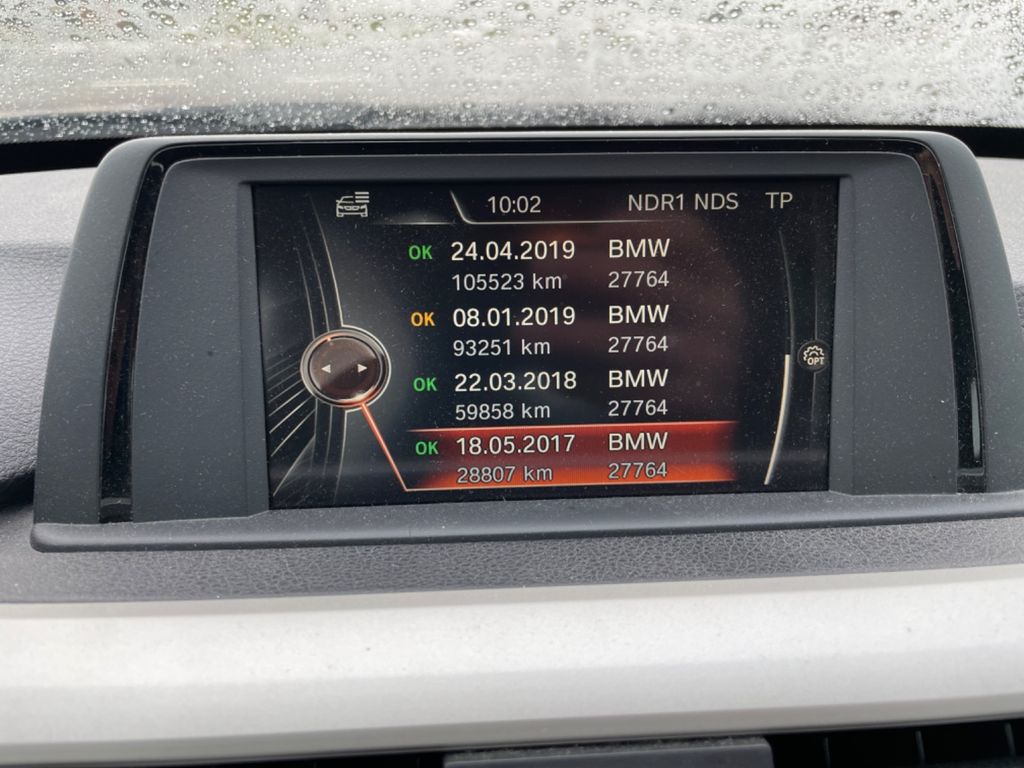 10:02 NDR1 NDS TP
OK 24.04.2019 BMW
105523 km 27764
OK 08.01.2019 BMW
93251 km 27764
OPT
OK 22.03.2018 BMW
59858 km 27764
OK 18.05.2017 BMW
28807 km 27764